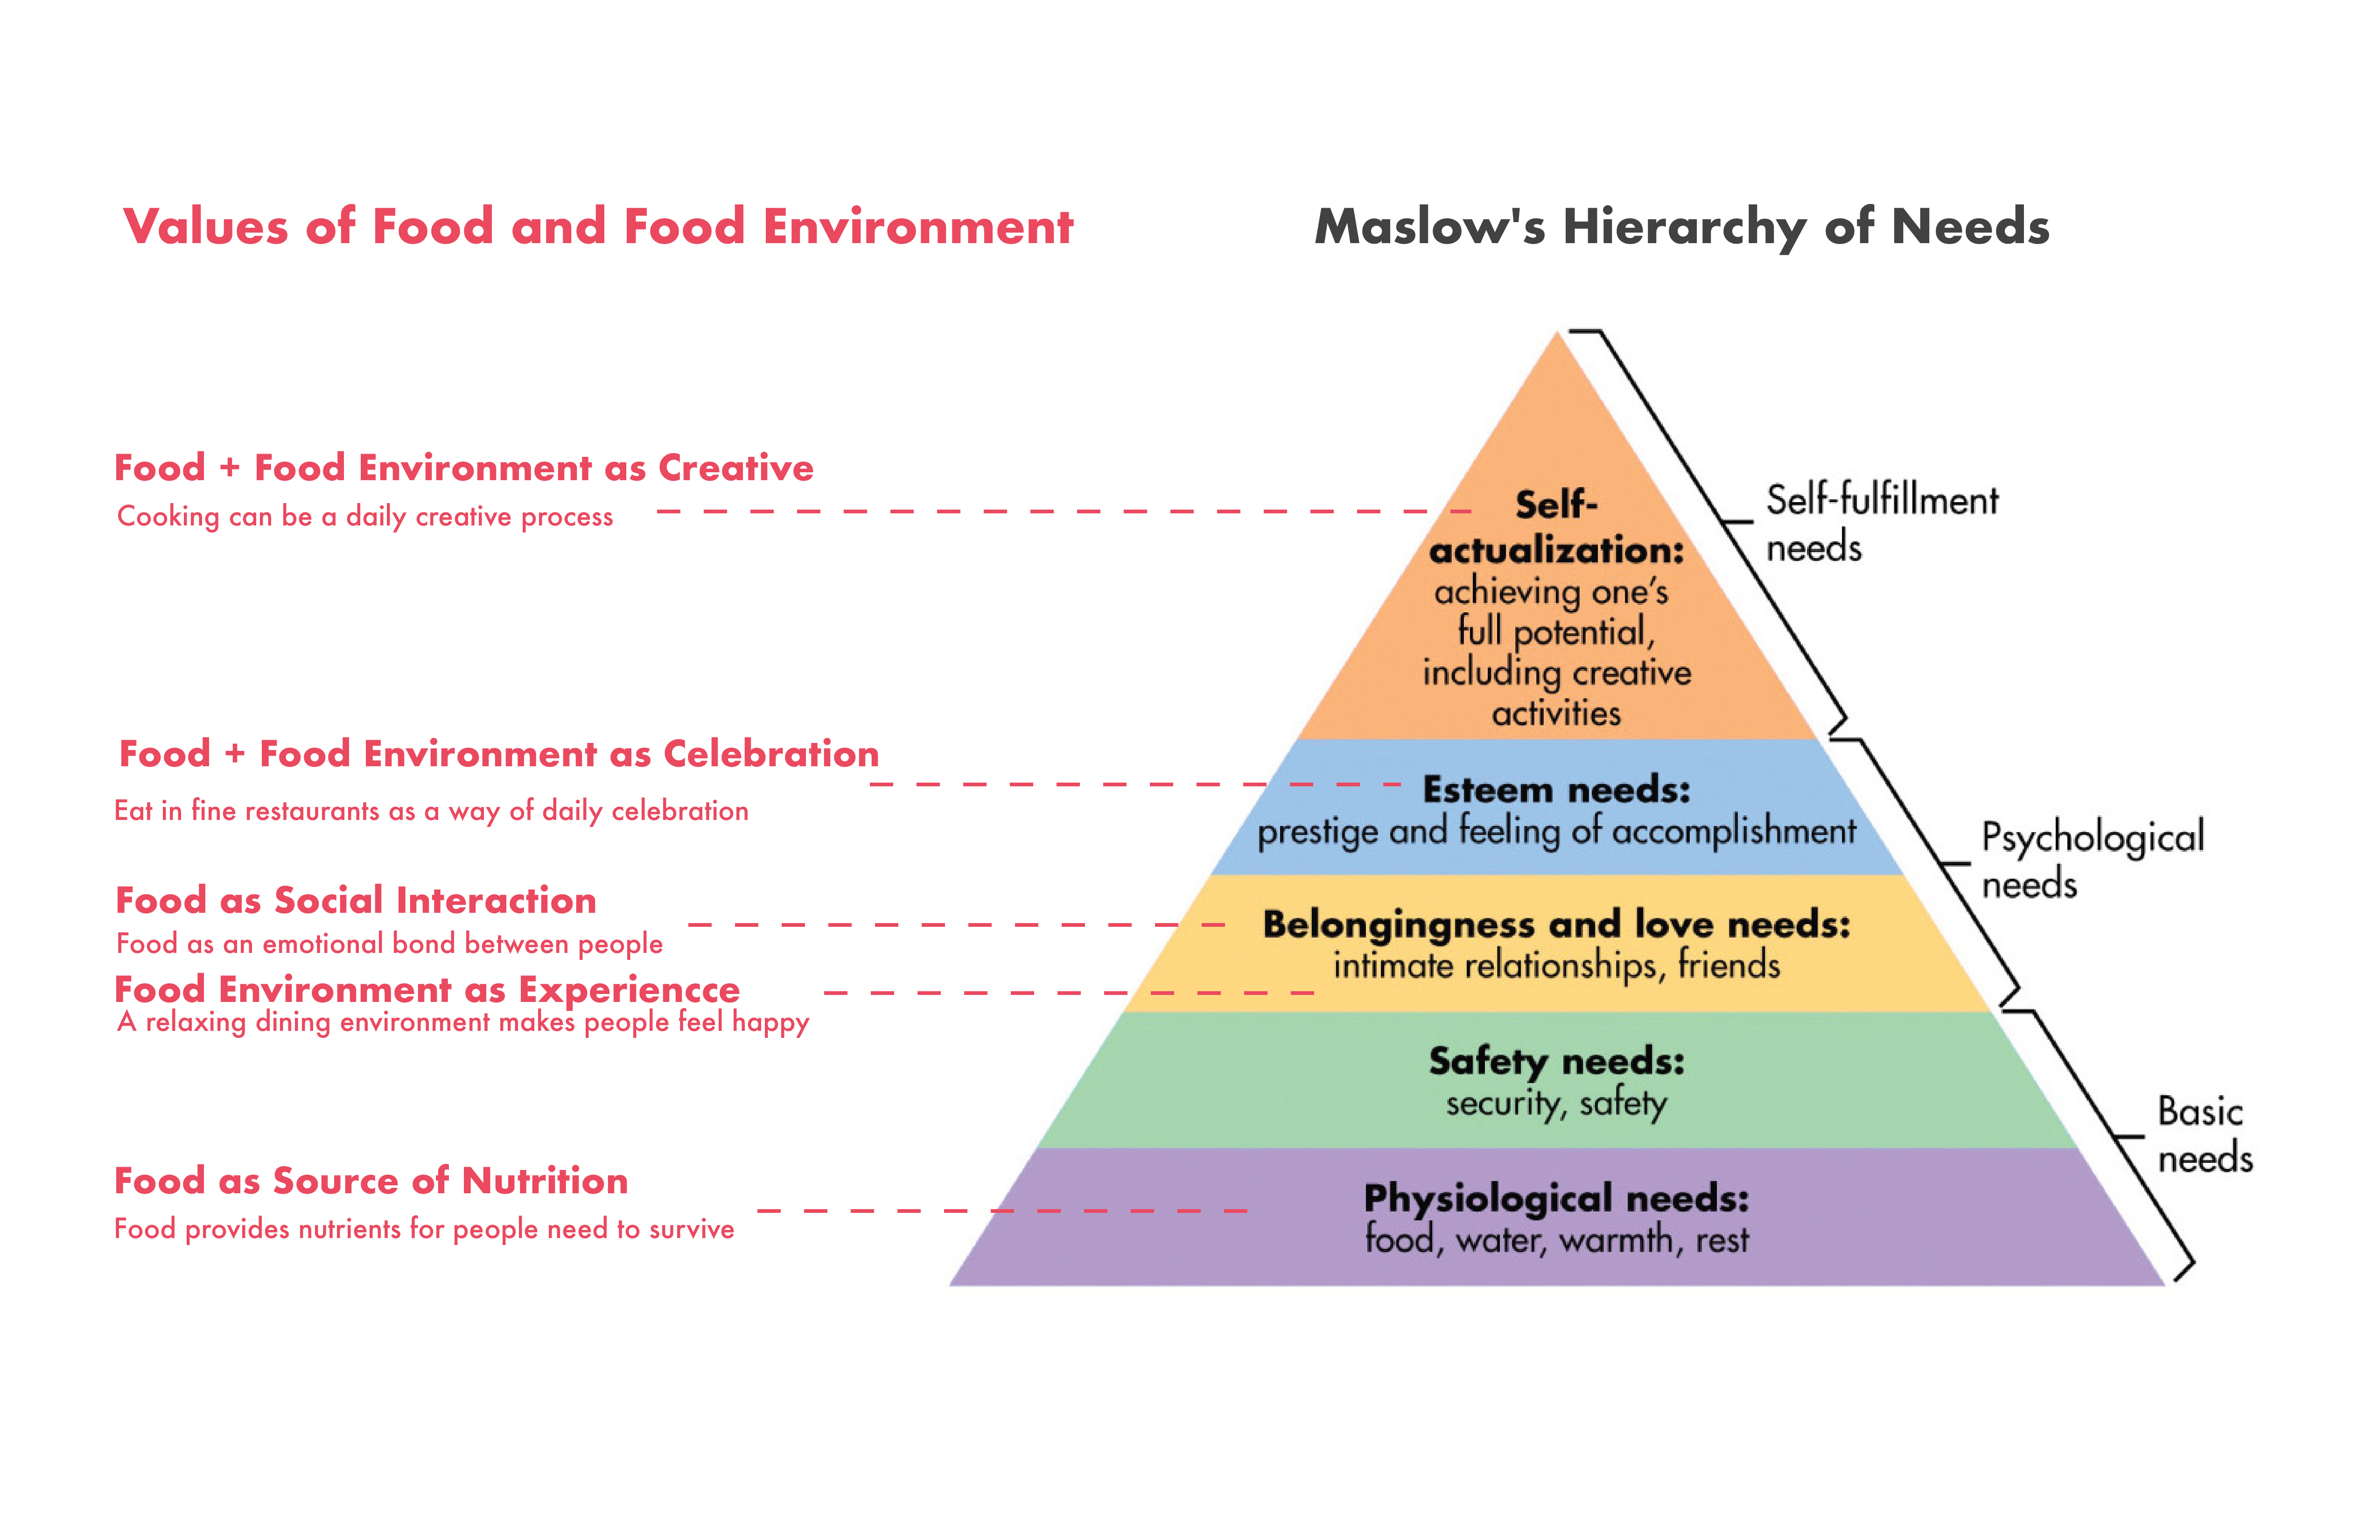 Values of Food and Food Environment
Maslow's Hierarchy of Needs
Food + Food Environment as Creative
Cooking can be a daily creative process
Food + Food Environment as Celebration
Eat in fine restaurants as a way of daily celebration
Food as Social Interaction
Food as an emotional bond between people
Food Environment as Experiencce
A relaxing dining environment makes people feel happy
Food as Source of Nutrition
Food provides nutrients for people need to survive
Self-
actualization:
achieving one’s
full potential,
including creative
activities
Esteem needs:
prestige and feeling of accomplishment
Belongingness and love needs:
intimate relationships, friends
Safety needs:
security, safety
Physiological needs:
food, water, warmth, rest
Self-fulfillment
needs
Psychological
needs
Basic
needs